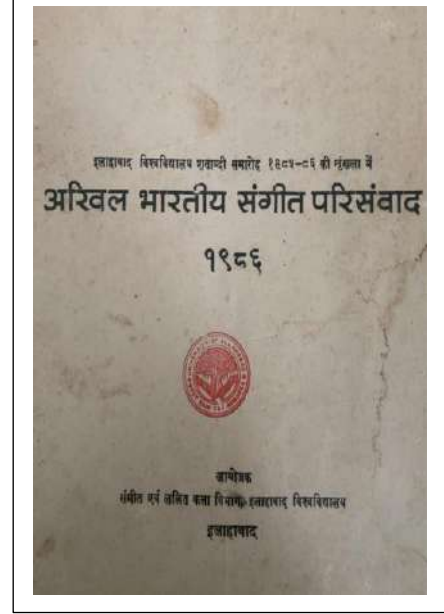 इलाहाबाद विश्वविद्यालय शताब्दी समारोह १९८५-८६ की श्रृंखला में
अखिल भारतीय संगीत परिसंवाद
१९८६
आयोजक
संगीत एवं ललित कला विभाग, इलाहाबाद विश्वविद्यालय
इलाहाबाद